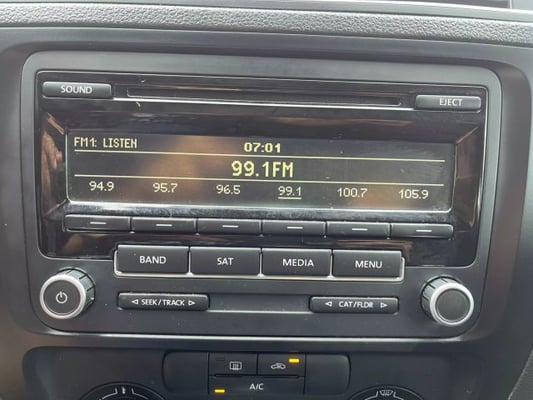 SOUND
EJECT
FM1: LISTEN 07:01
99.1FM
94.9 95.7 96.5 99.1 100.7 105.9
BAND SAT MEDIA MENU
SEEK/TRACK CAT/FLDR
A/C